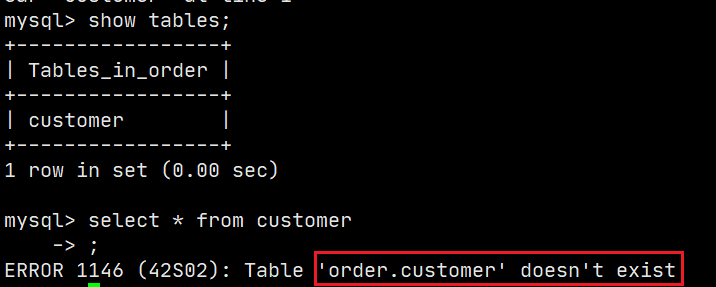 mysql> show tables;
+-----------------+
| Tables_in_order |
+-----------------+
| customer        |
+-----------------+
1 row in set (0.00 sec)
mysql> select * from customer
    -> ;
ERROR 1146 (42S02): Table 'order.customer' doesn't exist